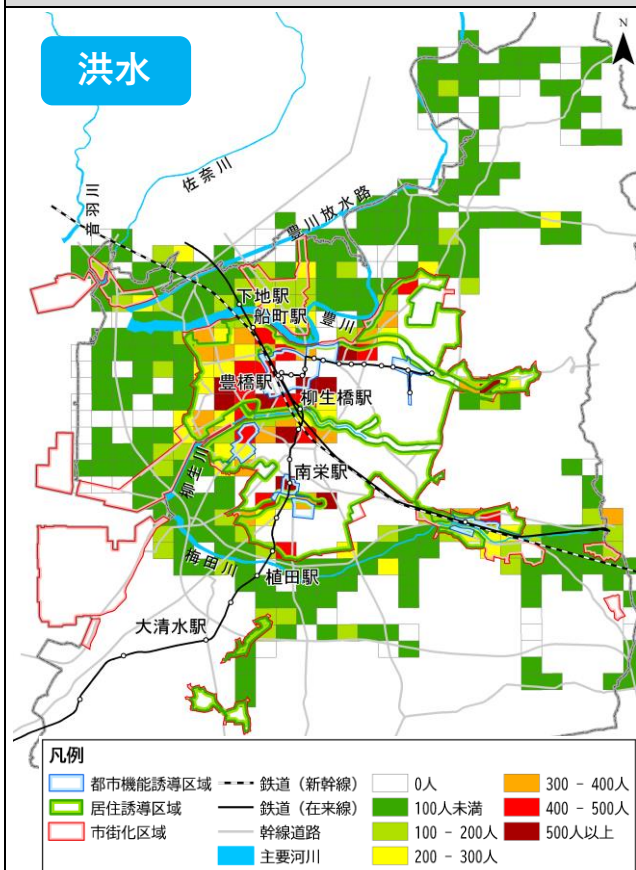 洪水
N
音羽川
佐奈川
豊川放水路
下地駅
船町駅
豊川
豊橋駅
柳生橋駅
柳生川
南栄駅
梅田川
植田駅
大清水駅
凡例
都市機能誘導区域
居住誘導区域
市街化区域
鉄道（新幹線）
鉄道（在来線）
幹線道路
主要河川
0人
100人未満
100 - 200人
200 - 300人
300 - 400人
400 - 500人
500人以上